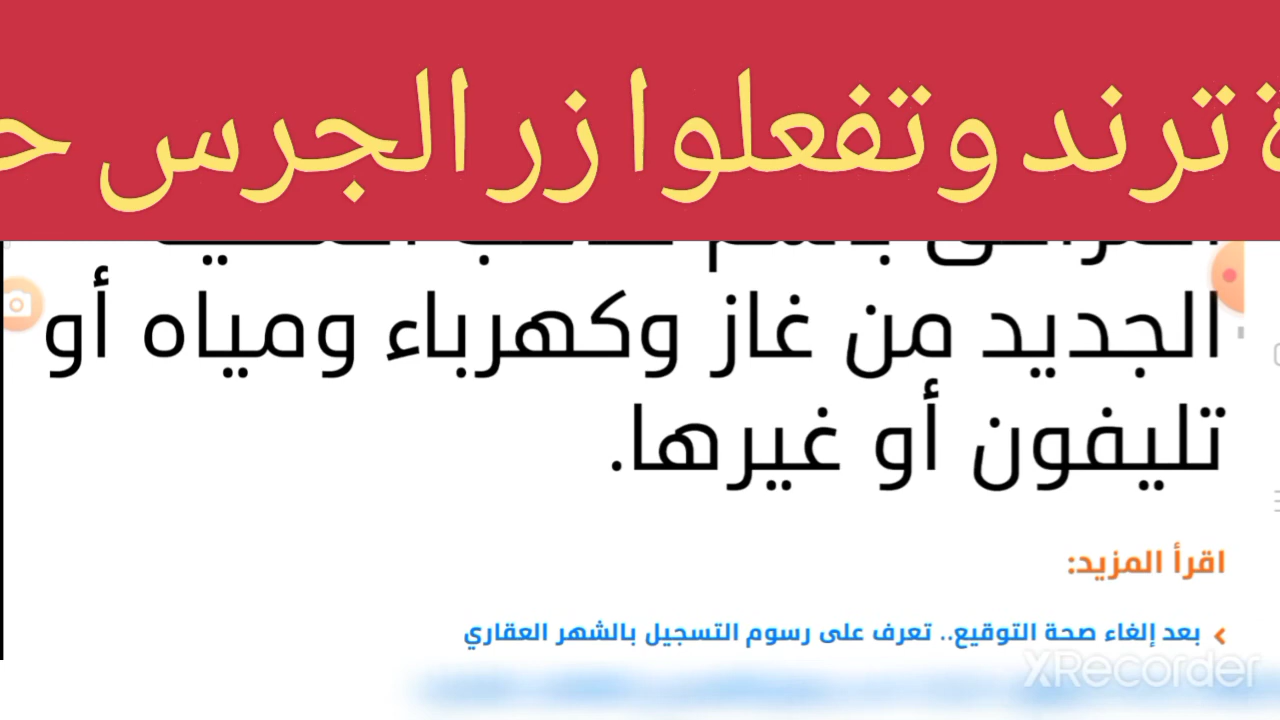 ترند وتفعلوا زر الجرس
الجديد من غاز وكهرباء ومياه أو
تليفون أو غيرها.
اقرأ المزيد:
بعد إلغاء صحة التوقيع.. تعرف على رسوم التسجيل بالشهر العقاري
XRecorder